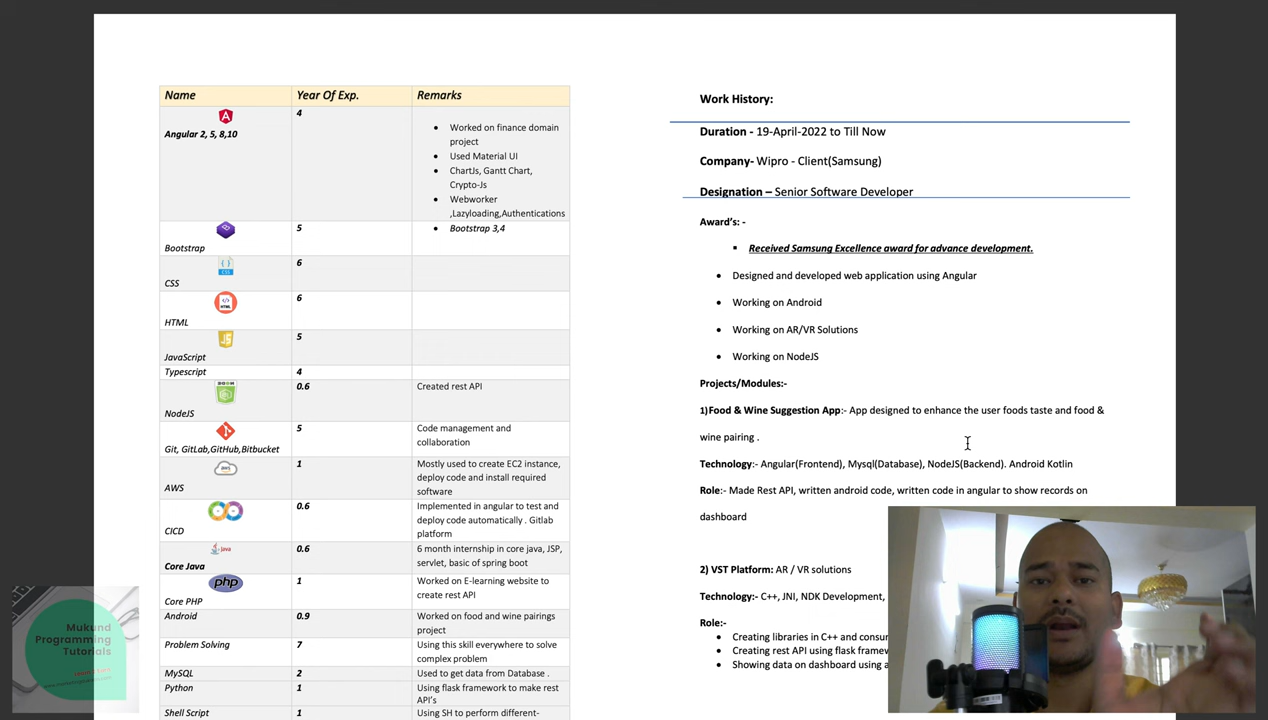 Name Year Of Exp. Remarks
Angular 2, 5, 8,10
4
Worked on finance domain
project
Used Material UI
ChartJs, Gantt Chart,
Crypto-Js
Webworker
,Lazyloading,Authentications
Bootstrap
5
Bootstrap 3,4
CSS
6
HTML
6
JavaScript
5
Typescript
4
NodeJS
0.6
Created rest API
Git, GitLab,GitHub,Bitbucket
5
Code management and
collaboration
AWS
1
Mostly used to create EC2 instance,
deploy code and install required
software
CICD
0.6
Implemented in angular to test and
deploy code automatically . Gitlab
platform
Java
Core Java
0.6
6 month internship in core java, JSP,
servlet, basic of spring boot
php
Core PHP
1
Worked on E-learning website to
create rest API
Android
0.9
Worked on food and wine pairings
project
Problem Solving
7
Using this skill everywhere to solve
complex problem
MySQL
2
Used to get data from Database .
Python
1
Using flask framework to make rest
API's
Shell Script
1
Using SH to perform different-
Work History:
Duration - 19-April-2022 to Till Now
Company- Wipro - Client(Samsung)
Designation – Senior Software Developer
Award's: -
Received Samsung Excellence award for advance development.
Designed and developed web application using Angular
Working on Android
Working on AR/VR Solutions
Working on NodeJS
Projects/Modules:-
1)Food & Wine Suggestion App:- App designed to enhance the user foods taste and food &
wine pairing .
Technology:- Angular(Frontend), Mysql(Database), NodeJS(Backend). Android Kotlin
Role:- Made Rest API, written android code, written code in angular to show records on
dashboard
2) VST Platform: AR / VR solutions
Technology:- C++, JNI, NDK Development,
Role:-
Creating libraries in C++ and consur
Creating rest API using flask framew
Showing data on dashboard using a
Mukund
Programming
Tutorials